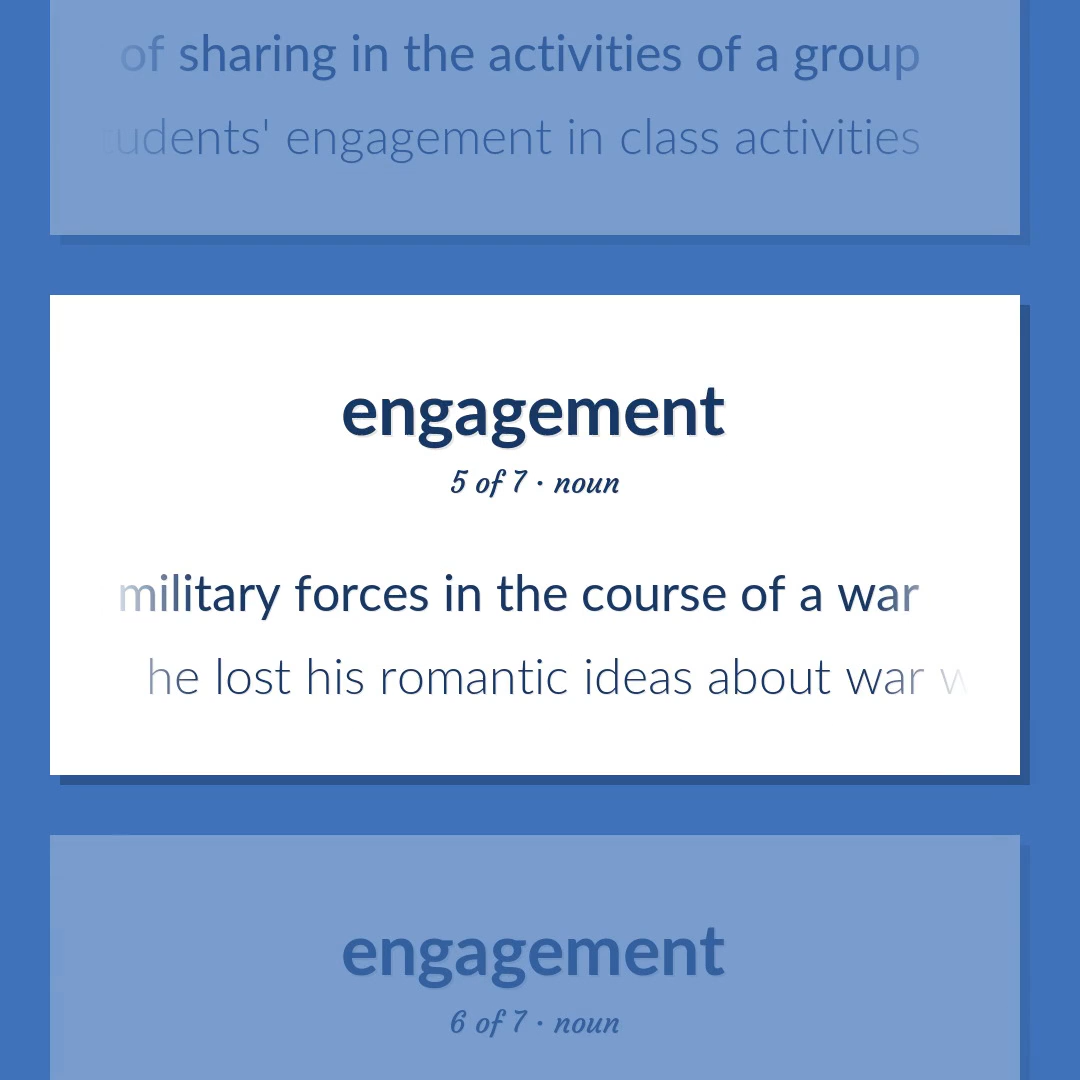 of sharing in the activities of a group
engagement in class activities
engagement
5 of 7 · noun
military forces in the course of a war
he lost his romantic ideas about war
engagement
6 of 7 · noun